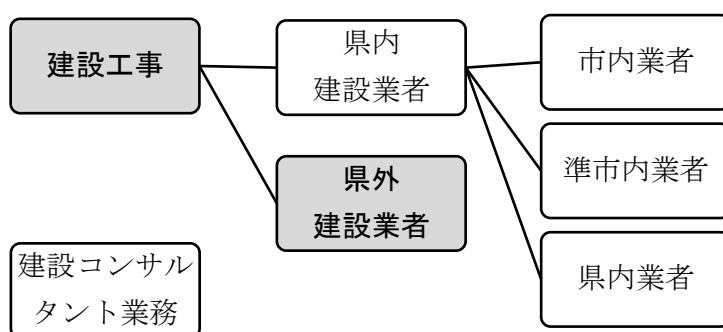 建設工事
県内
建設業者
市内業者
準市内業者
県外
建設業者
県内業者
建設コンサル
タント業務